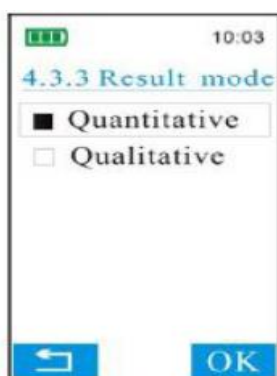 10:03
4.3.3 Result mode
Quantitative
Qualitative
OK